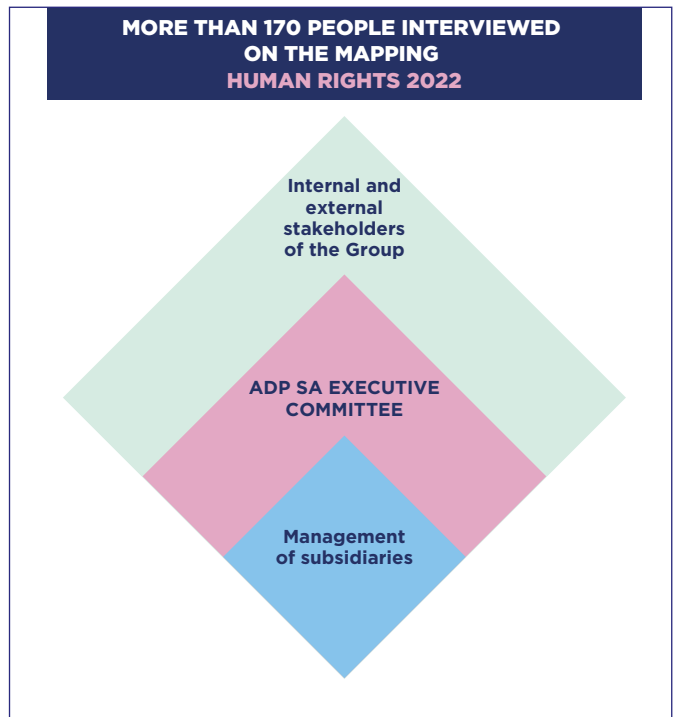 MORE THAN 170 PEOPLE INTERVIEWED
ON THE MAPPING
HUMAN RIGHTS 2022
Internal and
external
stakeholders
of the Group
ADP SA EXECUTIVE
COMMITTEE
Management
of subsidiaries